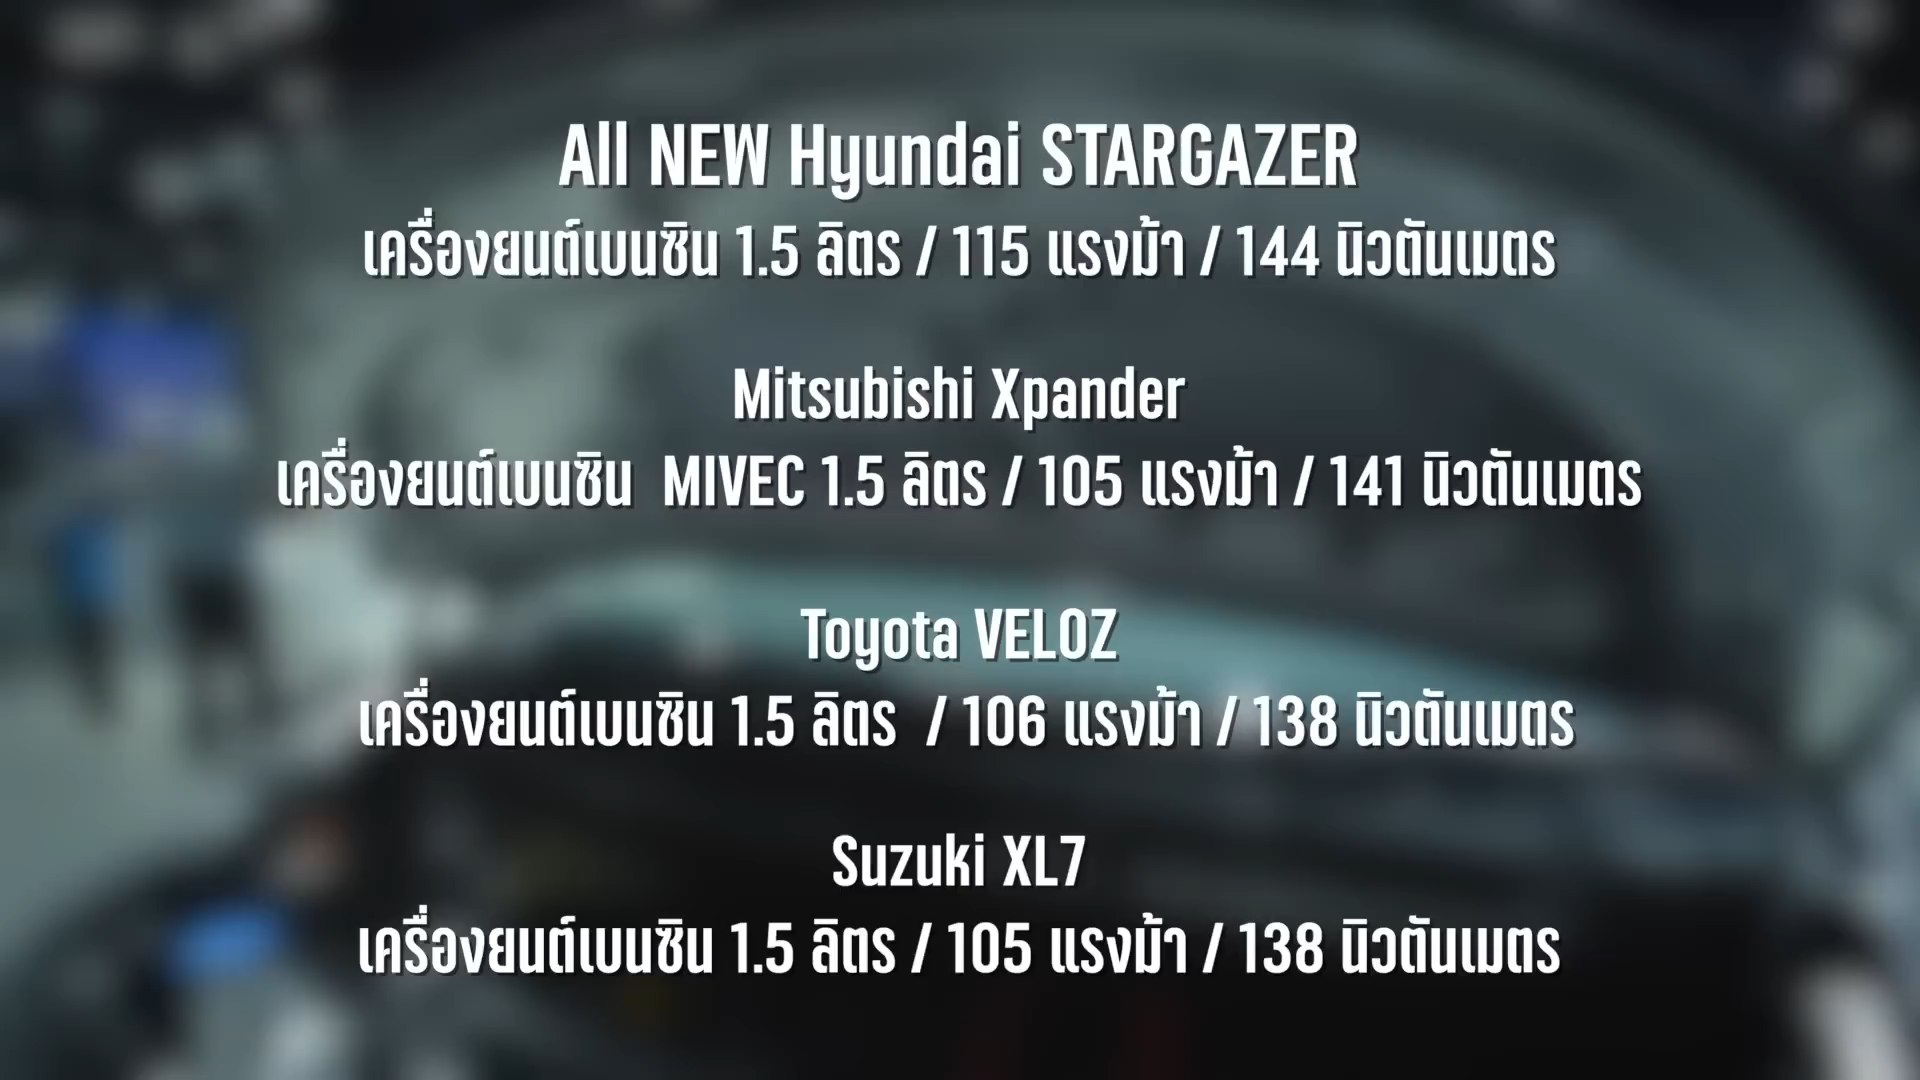 All NEW Hyundai STARGAZER
เครื่องยนต์เบนซิน 1.5 ลิตร / 115 แรงม้า / 144 นิวตันเมตร
Mitsubishi Xpander
เครื่องยนต์เบนซิน MIVEC 1.5 ลิตร / 105 แรงม้า / 141 นิวตันเมตร
Toyota VELOZ
เครื่องยนต์เบนซิน 1.5 ลิตร / 106 แรงม้า / 138 นิวตันเมตร
Suzuki XL7
เครื่องยนต์เบนซิน 1.5 ลิตร / 105 แรงม้า / 138 นิวตันเมตร